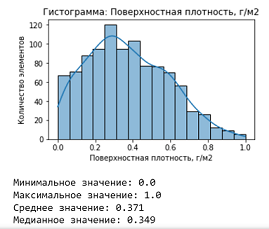 Гистограмма: Поверхностная плотность, г/м2
120
100
80
60
40
20
0
Количество элементов
0.0 0.2 0.4 0.6 0.8 1.0
Поверхностная плотность, г/м2
Минимальное значение: 0.0
Максимальное значение: 1.0
Среднее значение: 0.371
Медианное значение: 0.349